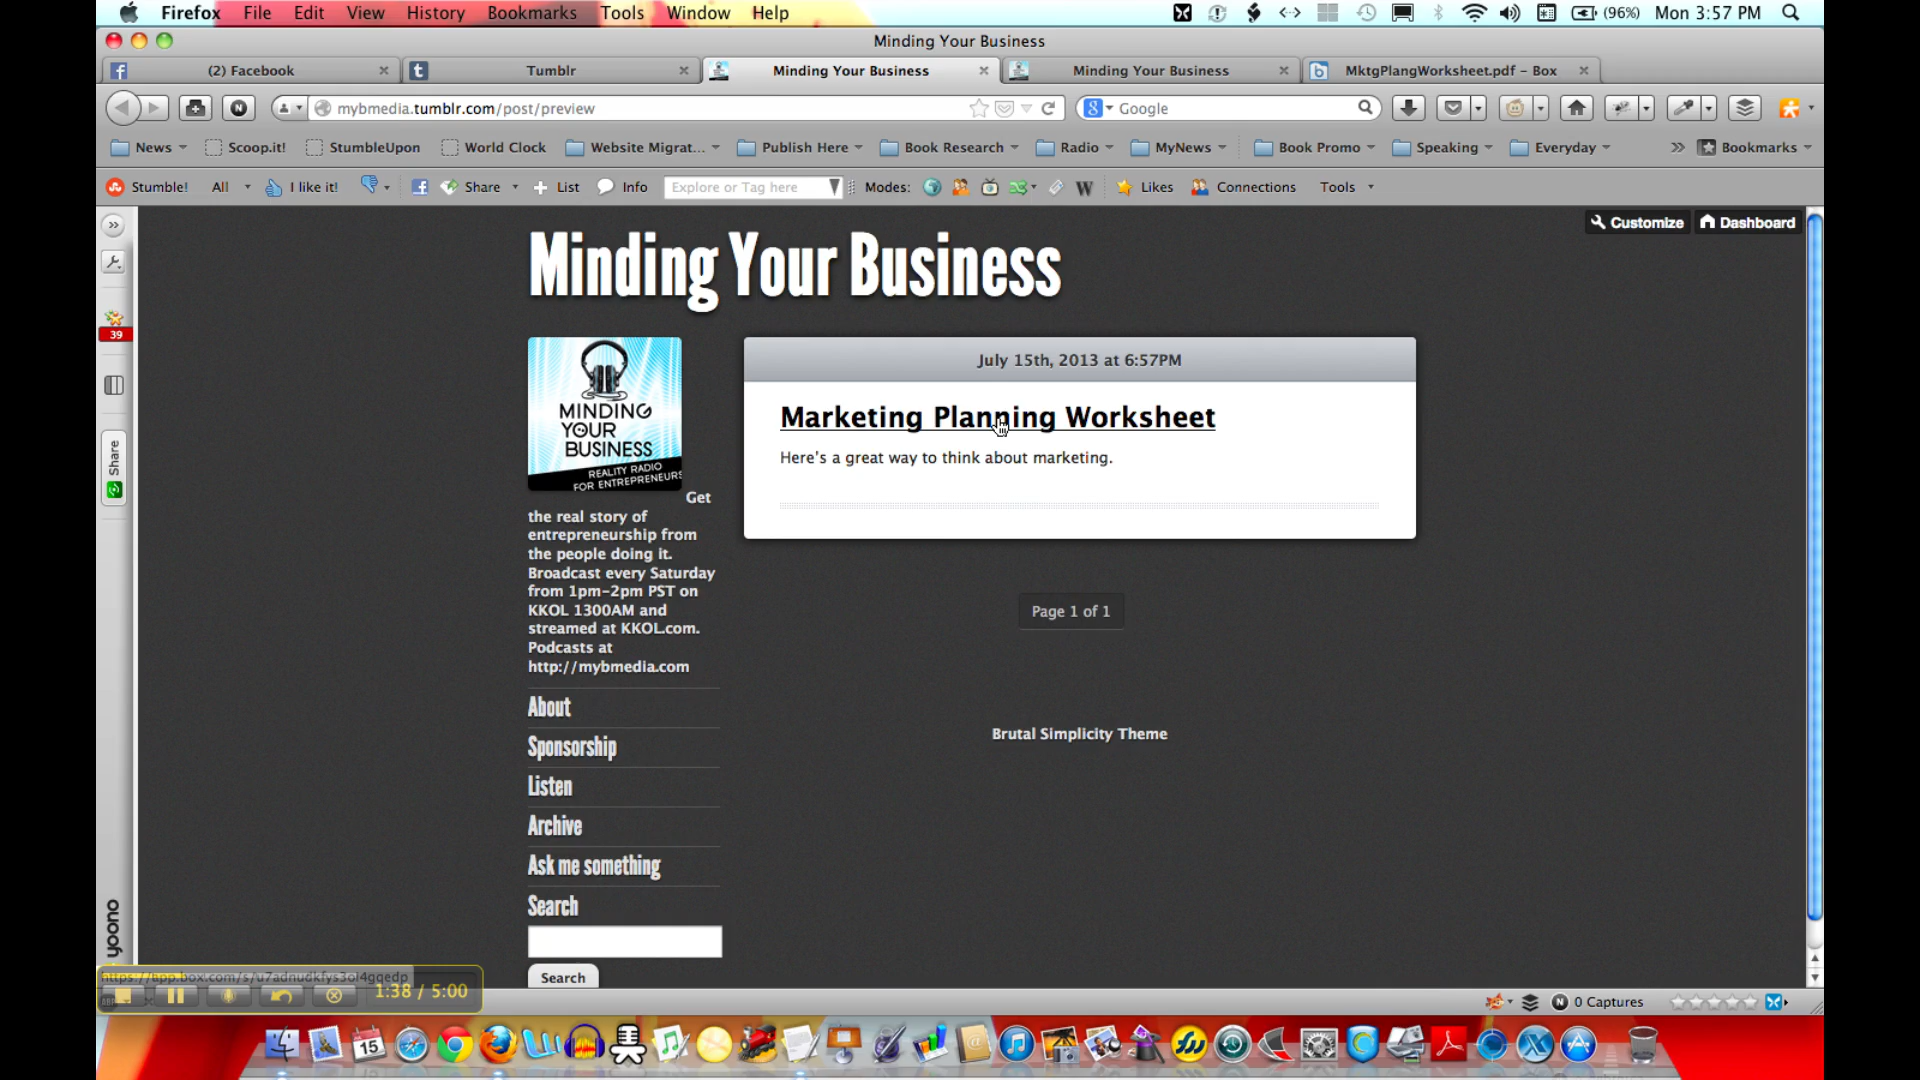 Firefox File Edit View History Bookmarks Tools Window Help (96%) Mon 3:57 PM
Minding Your Business
(2) Facebook Tumblr Minding Your Business Minding Your Business MktgPlangWorksheet.pdf - Box
mybmedia.tumblr.com/post/preview Google
News Scoop.it! StumbleUpon World Clock Website Migrat... Publish Here Book Research Radio MyNews Book Promo Speaking Everyday Bookmarks
Stumble! All I like it! Share List Info Explore or Tag here Modes: W Likes Connections Tools
Customize Dashboard
Minding Your Business
39
Share
yoono
MINDING
YOUR
BUSINESS
REALITY RADIO
FOR ENTREPRENEURS
Get
the real story of
entrepreneurship from
the people doing it.
Broadcast every Saturday
from 1pm-2pm PST on
KKOL 1300AM and
streamed at KKOL.com.
Podcasts at
http://mybmedia.com
About
Sponsorship
Listen
Archive
Ask me something
Search
Search
July 15th, 2013 at 6:57PM
Marketing Planning Worksheet
Here's a great way to think about marketing.
Page 1 of 1
Brutal Simplicity Theme
1:38 / 5:00
0 Captures
15